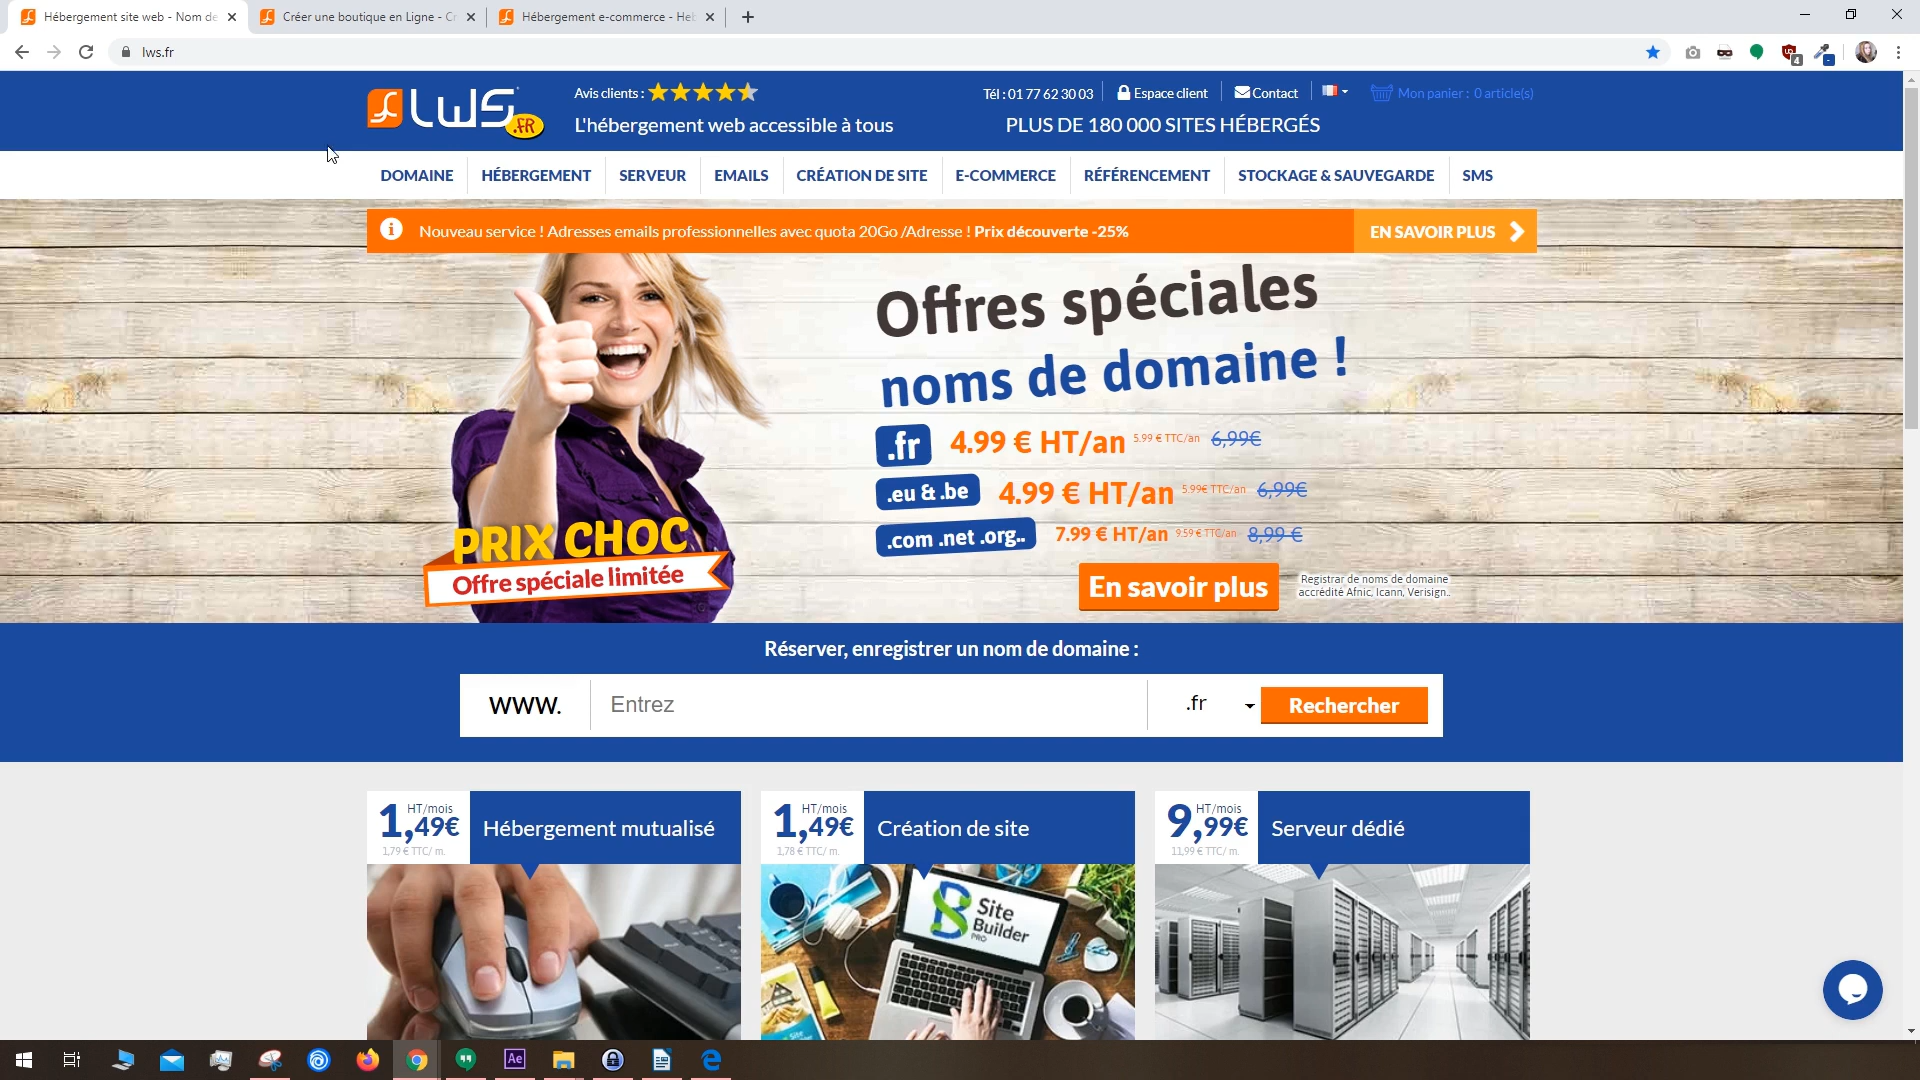 Hébergement site web - Nom de
Créer une boutique en Ligne - Cr
Hébergement e-commerce - Heb
lws.fr
4
LWS .FR
Avis clients :
L'hébergement web accessible à tous
Tél : 01 77 62 30 03
Espace client
Contact
Mon panier : 0 article(s)
PLUS DE 180 000 SITES HÉBERGÉS
DOMAINE
HÉBERGEMENT
SERVEUR
EMAILS
CRÉATION DE SITE
E-COMMERCE
RÉFÉRENCEMENT
STOCKAGE & SAUVEGARDE
SMS
Nouveau service ! Adresses emails professionnelles avec quota 20Go /Adresse ! Prix découverte -25%
EN SAVOIR PLUS
Offres spéciales
noms de domaine !
.fr 4.99 € HT/an 5.99 € TTC/an 6,99€
.eu & .be 4.99 € HT/an 5.99€ TTC/an 6,99€
.com .net .org.. 7.99 € HT/an 9.59 € TTC/an 8,99 €
PRIX CHOC
Offre spéciale limitée
En savoir plus
Registrar de noms de domaine
accrédité Afnic, Icann, Verisign..
Réserver, enregistrer un nom de domaine :
WWW.
Entrez
.fr
Rechercher
1,49€ HT/mois
1,79 € TTC/ m.
Hébergement mutualisé
1,49€ HT/mois
1,78 € TTC/ m.
Création de site
9,99€ HT/mois
11,99 € TTC/ m.
Serveur dédié
Site
Builder
PRO
Ae